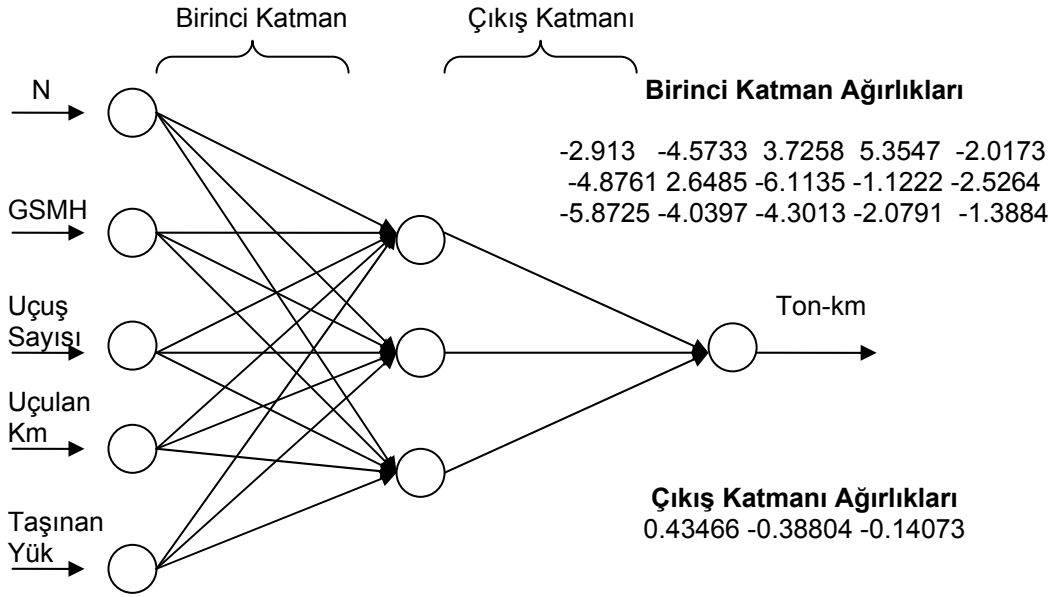 Birinci Katman
Çıkış Katmanı
N
Birinci Katman Ağırlıkları
-2.913 -4.5733 3.7258 5.3547 -2.0173
-4.8761 2.6485 -6.1135 -1.1222 -2.5264
-5.8725 -4.0397 -4.3013 -2.0791 -1.3884
GSMH
Uçuş
Sayısı
Ton-km
Uçulan
Km
Taşınan
Yük
Çıkış Katmanı Ağırlıkları
0.43466 -0.38804 -0.14073